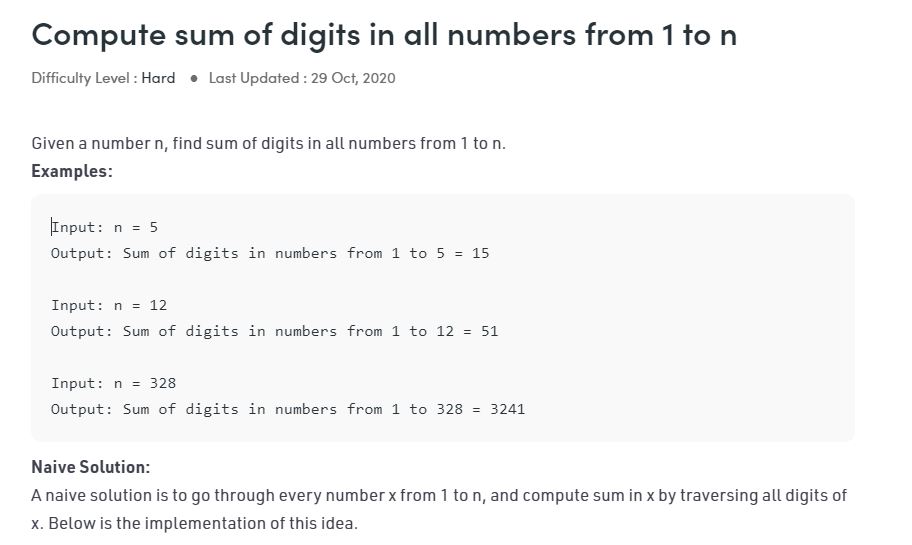 Compute sum of digits in all numbers from 1 to n
Difficulty Level : Hard ● Last Updated : 29 Oct, 2020
Given a number n, find sum of digits in all numbers from 1 to n.
Examples:
Input: n = 5
Output: Sum of digits in numbers from 1 to 5 = 15
Input: n = 12
Output: Sum of digits in numbers from 1 to 12 = 51
Input: n = 328
Output: Sum of digits in numbers from 1 to 328 = 3241
Naive Solution:
A naive solution is to go through every number x from 1 to n, and compute sum in x by traversing all digits of
x. Below is the implementation of this idea.